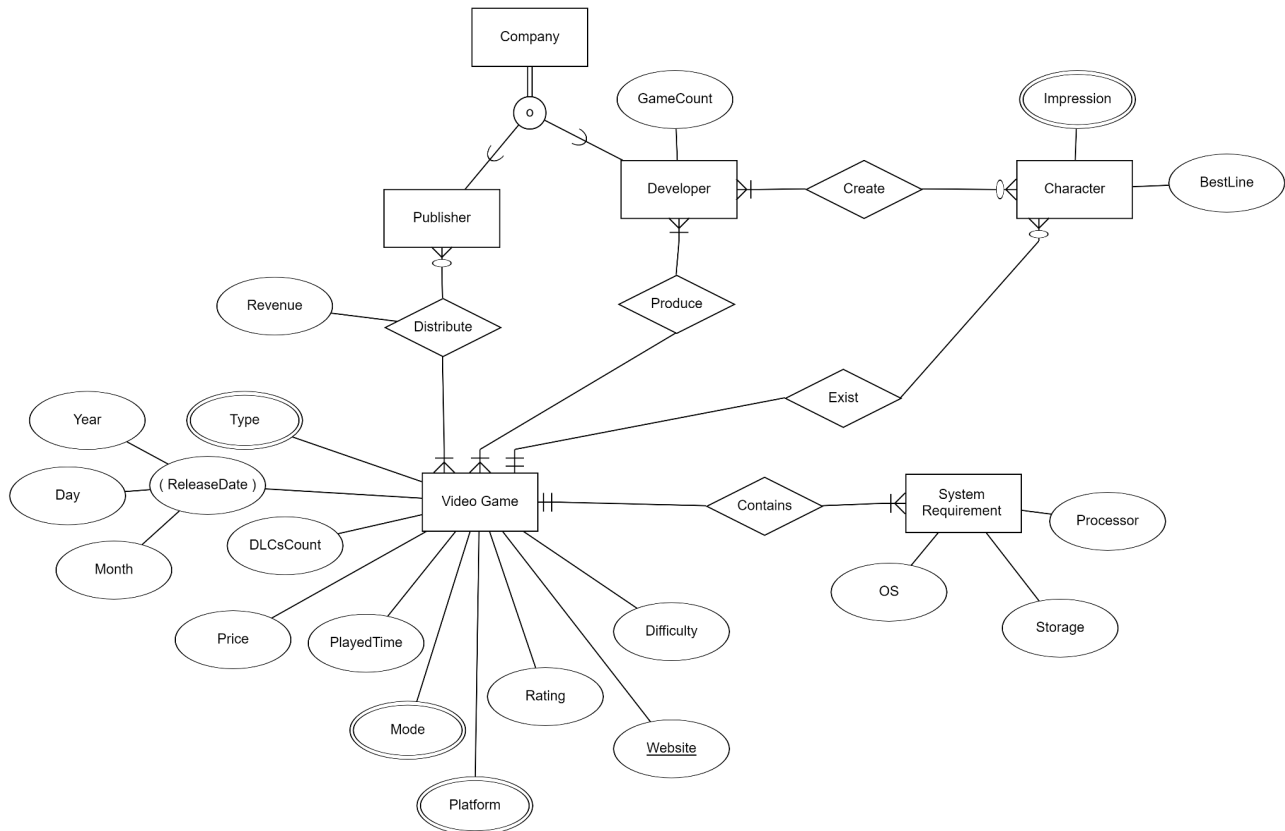 Company
o
GameCount
Impression
Publisher
Developer
Create
Character
BestLine
Revenue
Distribute
Produce
Year
Type
Exist
( ReleaseDate )
Day
Video Game
Contains
System
Requirement
Processor
DLCsCount
Month
OS
Price
PlayedTime
Difficulty
Storage
Rating
Mode
Website
Platform